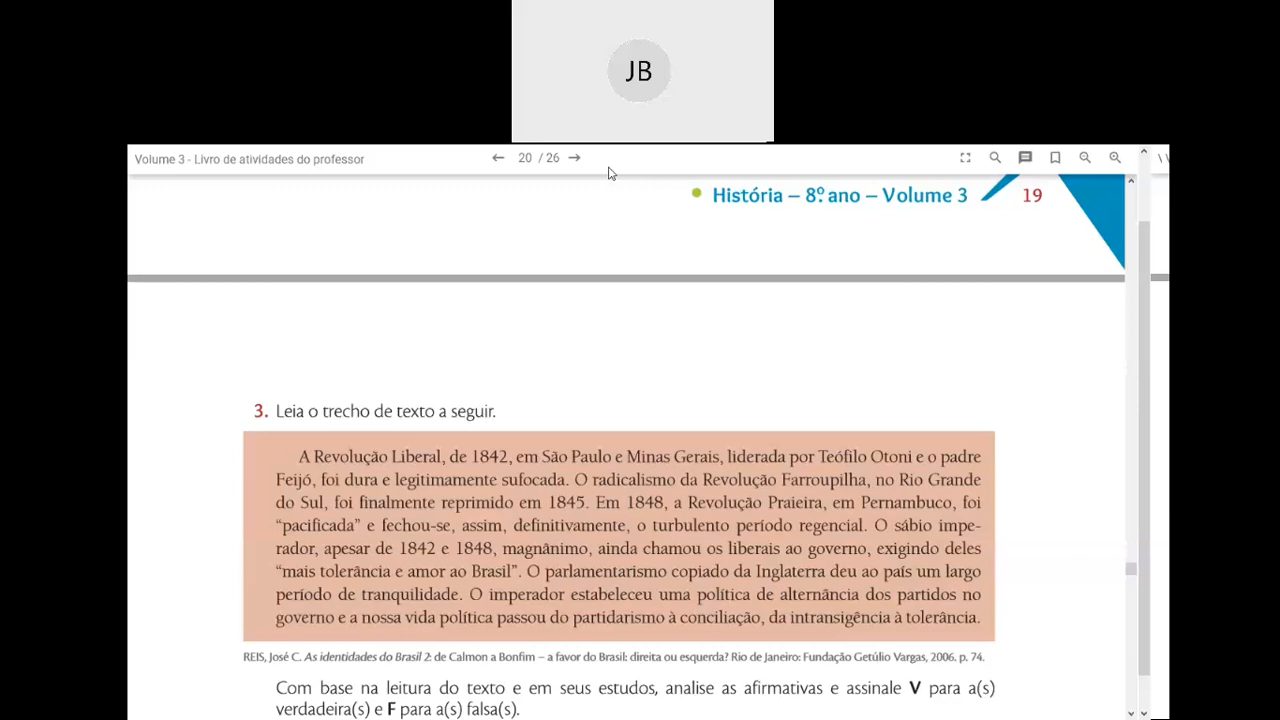 JB
Volume 3 - Livro de atividades do professor
20 / 26
História – 8º. ano – Volume 3 19
3. Leia o trecho de texto a seguir.
A Revolução Liberal, de 1842, em São Paulo e Minas Gerais, liderada por Teófilo Otoni e o padre
Feijó, foi dura e legitimamente sufocada. O radicalismo da Revolução Farroupilha, no Rio Grande
do Sul, foi finalmente reprimido em 1845. Em 1848, a Revolução Praieira, em Pernambuco, foi
“pacificada” e fechou-se, assim, definitivamente, o turbulento período regencial. O sábio impe-
rador, apesar de 1842 e 1848, magnânimo, ainda chamou os liberais ao governo, exigindo deles
“mais tolerância e amor ao Brasil”. O parlamentarismo copiado da Inglaterra deu ao país um largo
período de tranquilidade. O imperador estabeleceu uma política de alternância dos partidos no
governo e a nossa vida política passou do partidarismo à conciliação, da intransigência à tolerância.
REIS, José C. As identidades do Brasil 2: de Calmon a Bonfim – a favor do Brasil: direita ou esquerda? Rio de Janeiro: Fundação Getúlio Vargas, 2006. p. 74.
Com base na leitura do texto e em seus estudos, analise as afirmativas e assinale V para a(s)
verdadeira(s) e F para a(s) falsa(s).